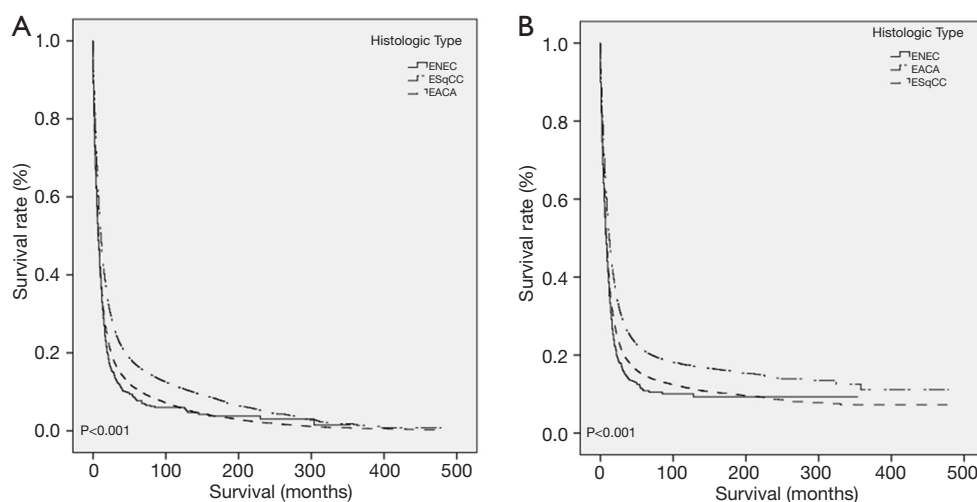 A
Histologic Type
ENEC
ESqCC
EACA
1.0
0.8
0.6
0.4
0.2
0.0
Survival rate (%)
P<0.001
0 100 200 300 400 500
Survival (months)
B
Histologic Type
ENEC
EACA
ESqCC
1.0
0.8
0.6
0.4
0.2
0.0
Survival rate (%)
P<0.001
0 100 200 300 400 500
Survival (months)